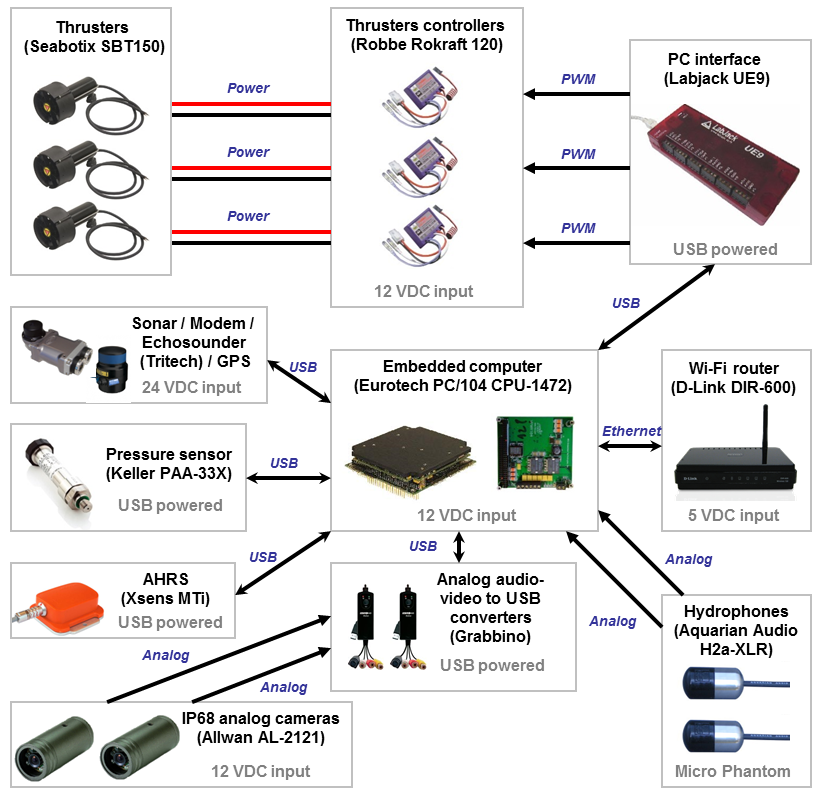 Thrusters
(Seabotix SBT150)
Power
Power
Power
Thrusters controllers
(Robbe Rokraft 120)
12 VDC input
PWM
PWM
PWM
PC interface
(Labjack UE9)
LabJack
UE9
USB powered
USB
Sonar / Modem /
Echosounder
(Tritech) / GPS
24 VDC input
USB
Embedded computer
(Eurotech PC/104 CPU-1472)
12 VDC input
Ethernet
Wi-Fi router
(D-Link DIR-600)
D-Link
5 VDC input
Pressure sensor
(Keller PAA-33X)
USB powered
USB
AHRS
(Xsens MTi)
USB powered
USB
USB
Analog audio-
video to USB
converters
(Grabbino)
USB powered
Analog
Analog
Analog
Analog
Hydrophones
(Aquarian Audio
H2a-XLR)
Micro Phantom
IP68 analog cameras
(Allwan AL-2121)
12 VDC input